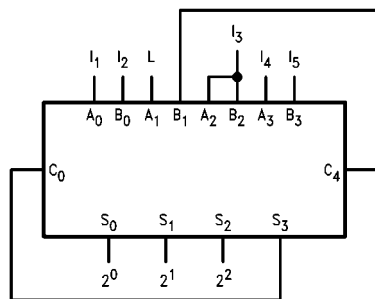 I3
I1 I2 L I4 I5
A0 B0 A1 B1 A2 B2 A3 B3
C0 C4
S0 S1 S2 S3
2^0 2^1 2^2